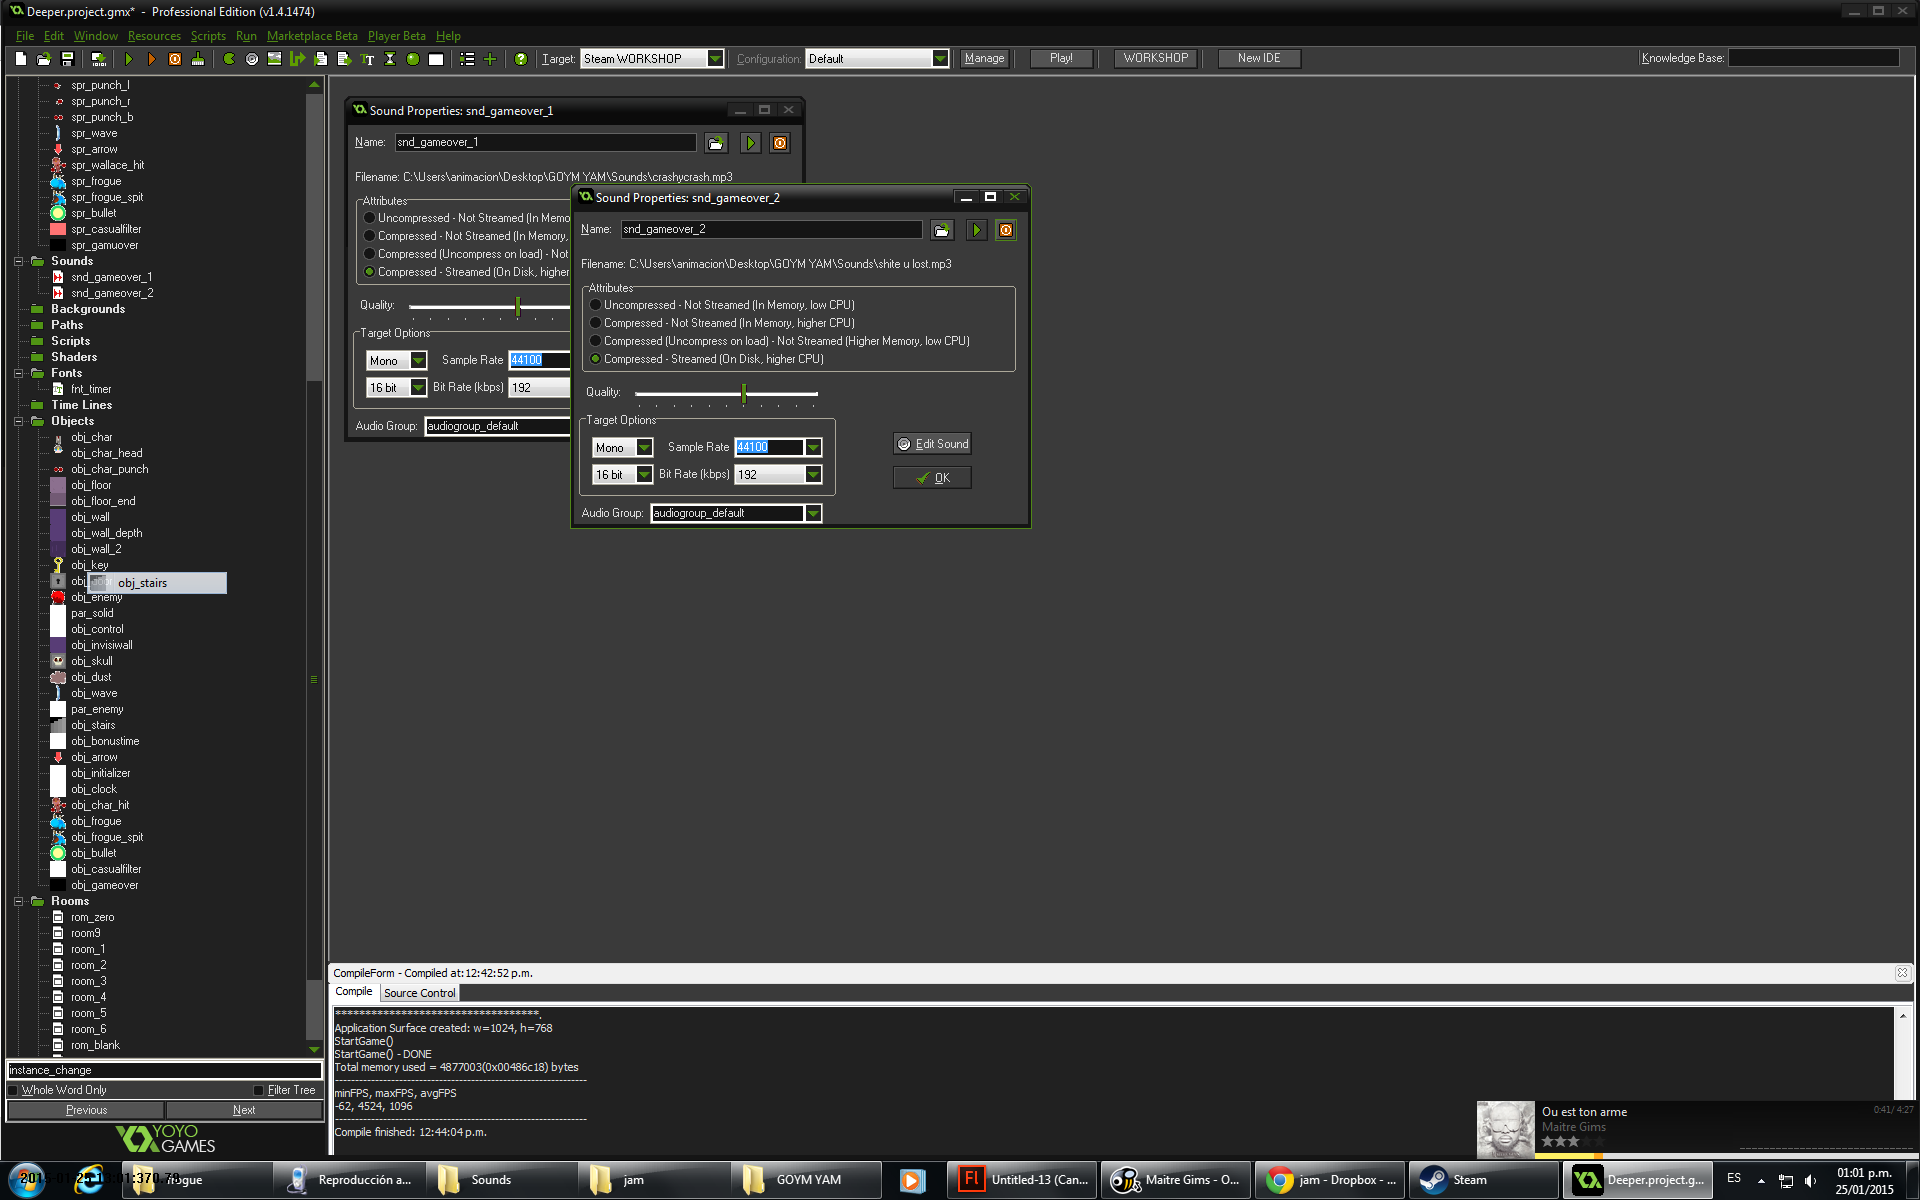 Deeper.project.gmx* - Professional Edition (v1.4.1474)
File Edit Window Resources Scripts Run Marketplace Beta Player Beta Help
Target: Steam WORKSHOP Configuration: Default Manage Play! WORKSHOP New IDE Knowledge Base:
spr_punch_l
spr_punch_r
spr_punch_b
spr_wave
spr_arrow
spr_wallace_hit
spr_frogue
spr_frogue_spit
spr_bullet
spr_casualfilter
spr_gamuover
Sounds
snd_gameover_1
snd_gameover_2
Backgrounds
Paths
Scripts
Shaders
Fonts
fnt_timer
Time Lines
Objects
obj_char
obj_char_head
obj_char_punch
obj_floor
obj_floor_end
obj_wall
obj_wall_depth
obj_wall_2
obj_key
obj_stairs
obj_enemy
par_solid
obj_control
obj_invisiwall
obj_skull
obj_dust
obj_wave
par_enemy
obj_stairs
obj_bonustime
obj_arrow
obj_initializer
obj_clock
obj_char_hit
obj_frogue
obj_frogue_spit
obj_bullet
obj_casualfilter
obj_gameover
Rooms
rom_zero
room9
room_1
room_2
room_3
room_4
room_5
room_6
rom_blank
instance_change
Whole Word Only Filter Tree
Previous Next
YOYO
GAMES
Sound Properties: snd_gameover_1
Name: snd_gameover_1
Filename: C:\Users\animacion\Desktop\GOYM YAM\Sounds\crashycrash.mp3
Attributes
Uncompressed - Not Streamed (In Memo
Compressed - Not Streamed (In Memory,
Compressed (Uncompress on load) - Not
Compressed - Streamed (On Disk, higher
Quality:
Target Options
Mono Sample Rate 44100
16 bit Bit Rate (kbps) 192
Audio Group: audiogroup_default
Sound Properties: snd_gameover_2
Name: snd_gameover_2
Filename: C:\Users\animacion\Desktop\GOYM YAM\Sounds\shite u lost.mp3
Attributes
Uncompressed - Not Streamed (In Memory, low CPU)
Compressed - Not Streamed (In Memory, higher CPU)
Compressed (Uncompress on load) - Not Streamed (Higher Memory, low CPU)
Compressed - Streamed (On Disk, higher CPU)
Quality:
Target Options
Mono Sample Rate 44100
16 bit Bit Rate (kbps) 192
Edit Sound
OK
Audio Group: audiogroup_default
CompileForm - Compiled at:12:42:52 p.m.
Compile Source Control
**********************************.
Application Surface created: w=1024, h=768
StartGame()
StartGame() - DONE
Total memory used = 4877003(0x00486c18) bytes
minFPS, maxFPS, avgFPS
-62, 4524, 1096
Compile finished: 12:44:04 p.m.
Ou est ton arme 0:41/ 4:27
Maitre Gims
Reproducción a... Sounds jam GOYM YAM Untitled-13 (Can... Maitre Gims - O... jam - Dropbox - ... Steam Deeper.project.g... ES
01:01 p.m.
25/01/2015